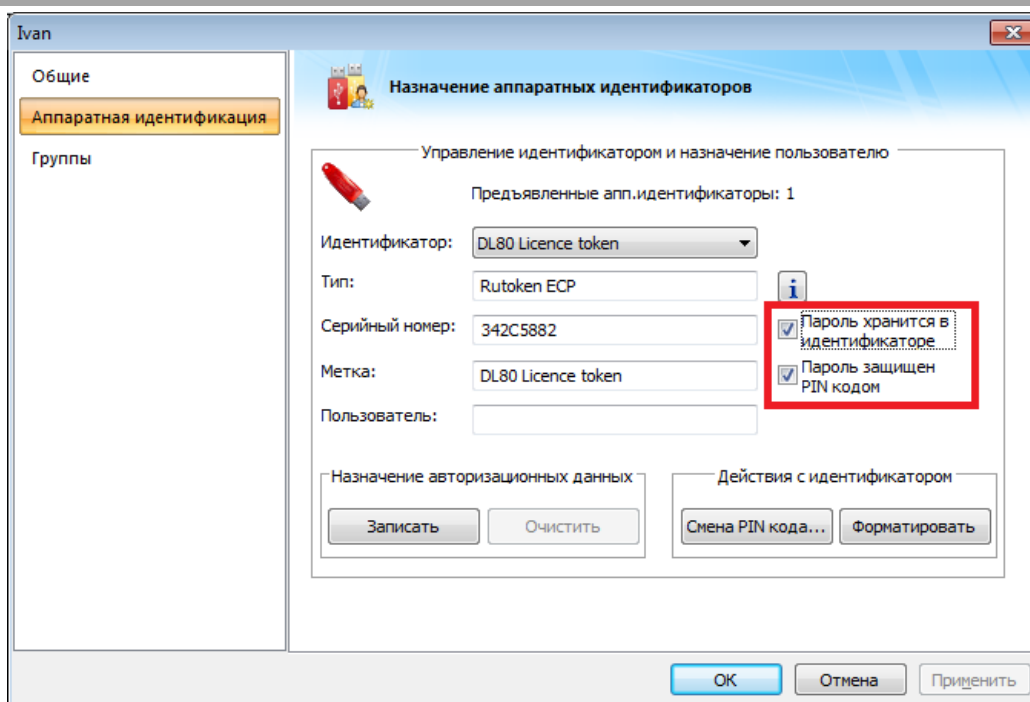 Ivan
Общие
Аппаратная идентификация
Группы
Назначение аппаратных идентификаторов
Управление идентификатором и назначение пользователю
Предъявленные апп.идентификаторы: 1
Идентификатор: DL80 Licence token
Тип: Rutoken ECP
Серийный номер: 342C5882
Пароль хранится в
идентификаторе
Метка: DL80 Licence token
Пароль защищен
PIN кодом
Пользователь:
Назначение авторизационных данных
Действия с идентификатором
Записать Очистить Смена PIN кода... Форматировать
OK Отмена Применить